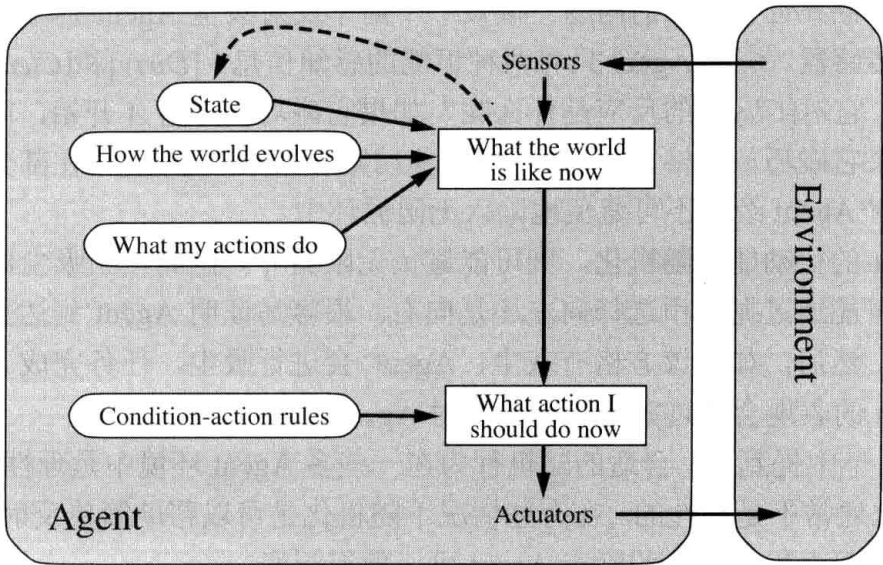 Sensors
State
How the world evolves
What the world
is like now
What my actions do
Condition-action rules
What action I
should do now
Agent
Actuators
Environment